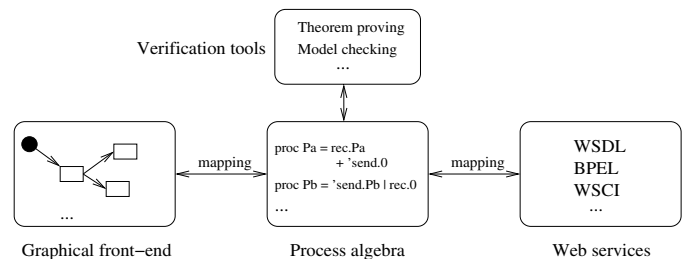 Verification tools
Theorem proving
Model checking
...
...
mapping
proc Pa = rec.Pa
+ 'send.0
proc Pb = 'send.Pb | rec.0
...
mapping
WSDL
BPEL
WSCI
...
Graphical front−end
Process algebra
Web services